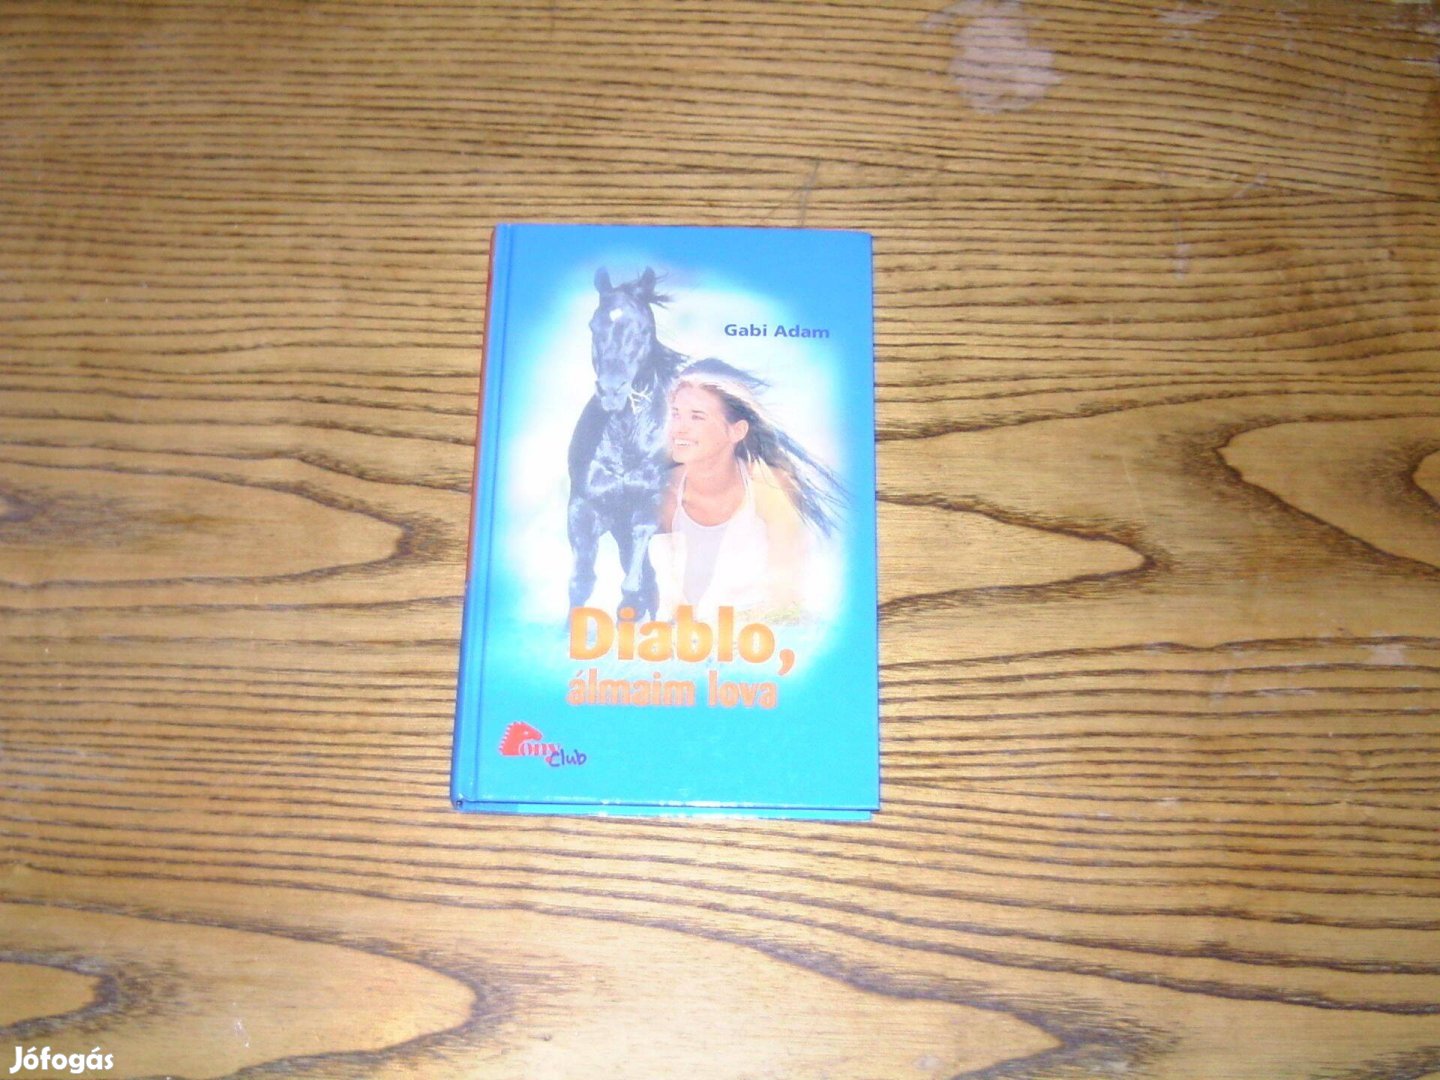 Gabi Adam
Diablo,
álmaim lova
Pony
Club
Jófogás